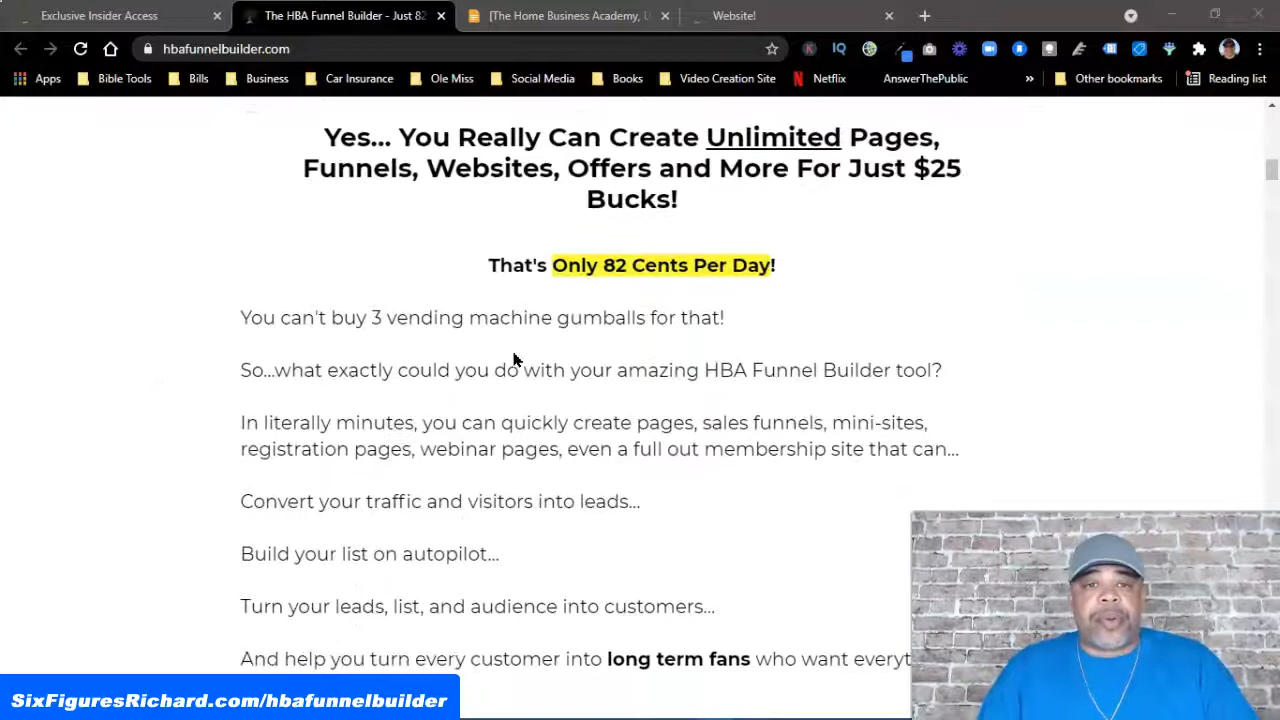 Exclusive Insider Access
The HBA Funnel Builder - Just 82
[The Home Business Academy, U
Website!
hbafunnelbuilder.com
IQ
Apps
Bible Tools
Bills
Business
Car Insurance
Ole Miss
Social Media
Books
Video Creation Site
Netflix
AnswerThePublic
Other bookmarks
Reading list
Yes... You Really Can Create Unlimited Pages,
Funnels, Websites, Offers and More For Just $25
Bucks!
That's Only 82 Cents Per Day!
You can't buy 3 vending machine gumballs for that!
So...what exactly could you do with your amazing HBA Funnel Builder tool?
In literally minutes, you can quickly create pages, sales funnels, mini-sites,
registration pages, webinar pages, even a full out membership site that can...
Convert your traffic and visitors into leads...
Build your list on autopilot...
Turn your leads, list, and audience into customers...
And help you turn every customer into long term fans who want everyt
SixFiguresRichard.com/hbafunnelbuilder